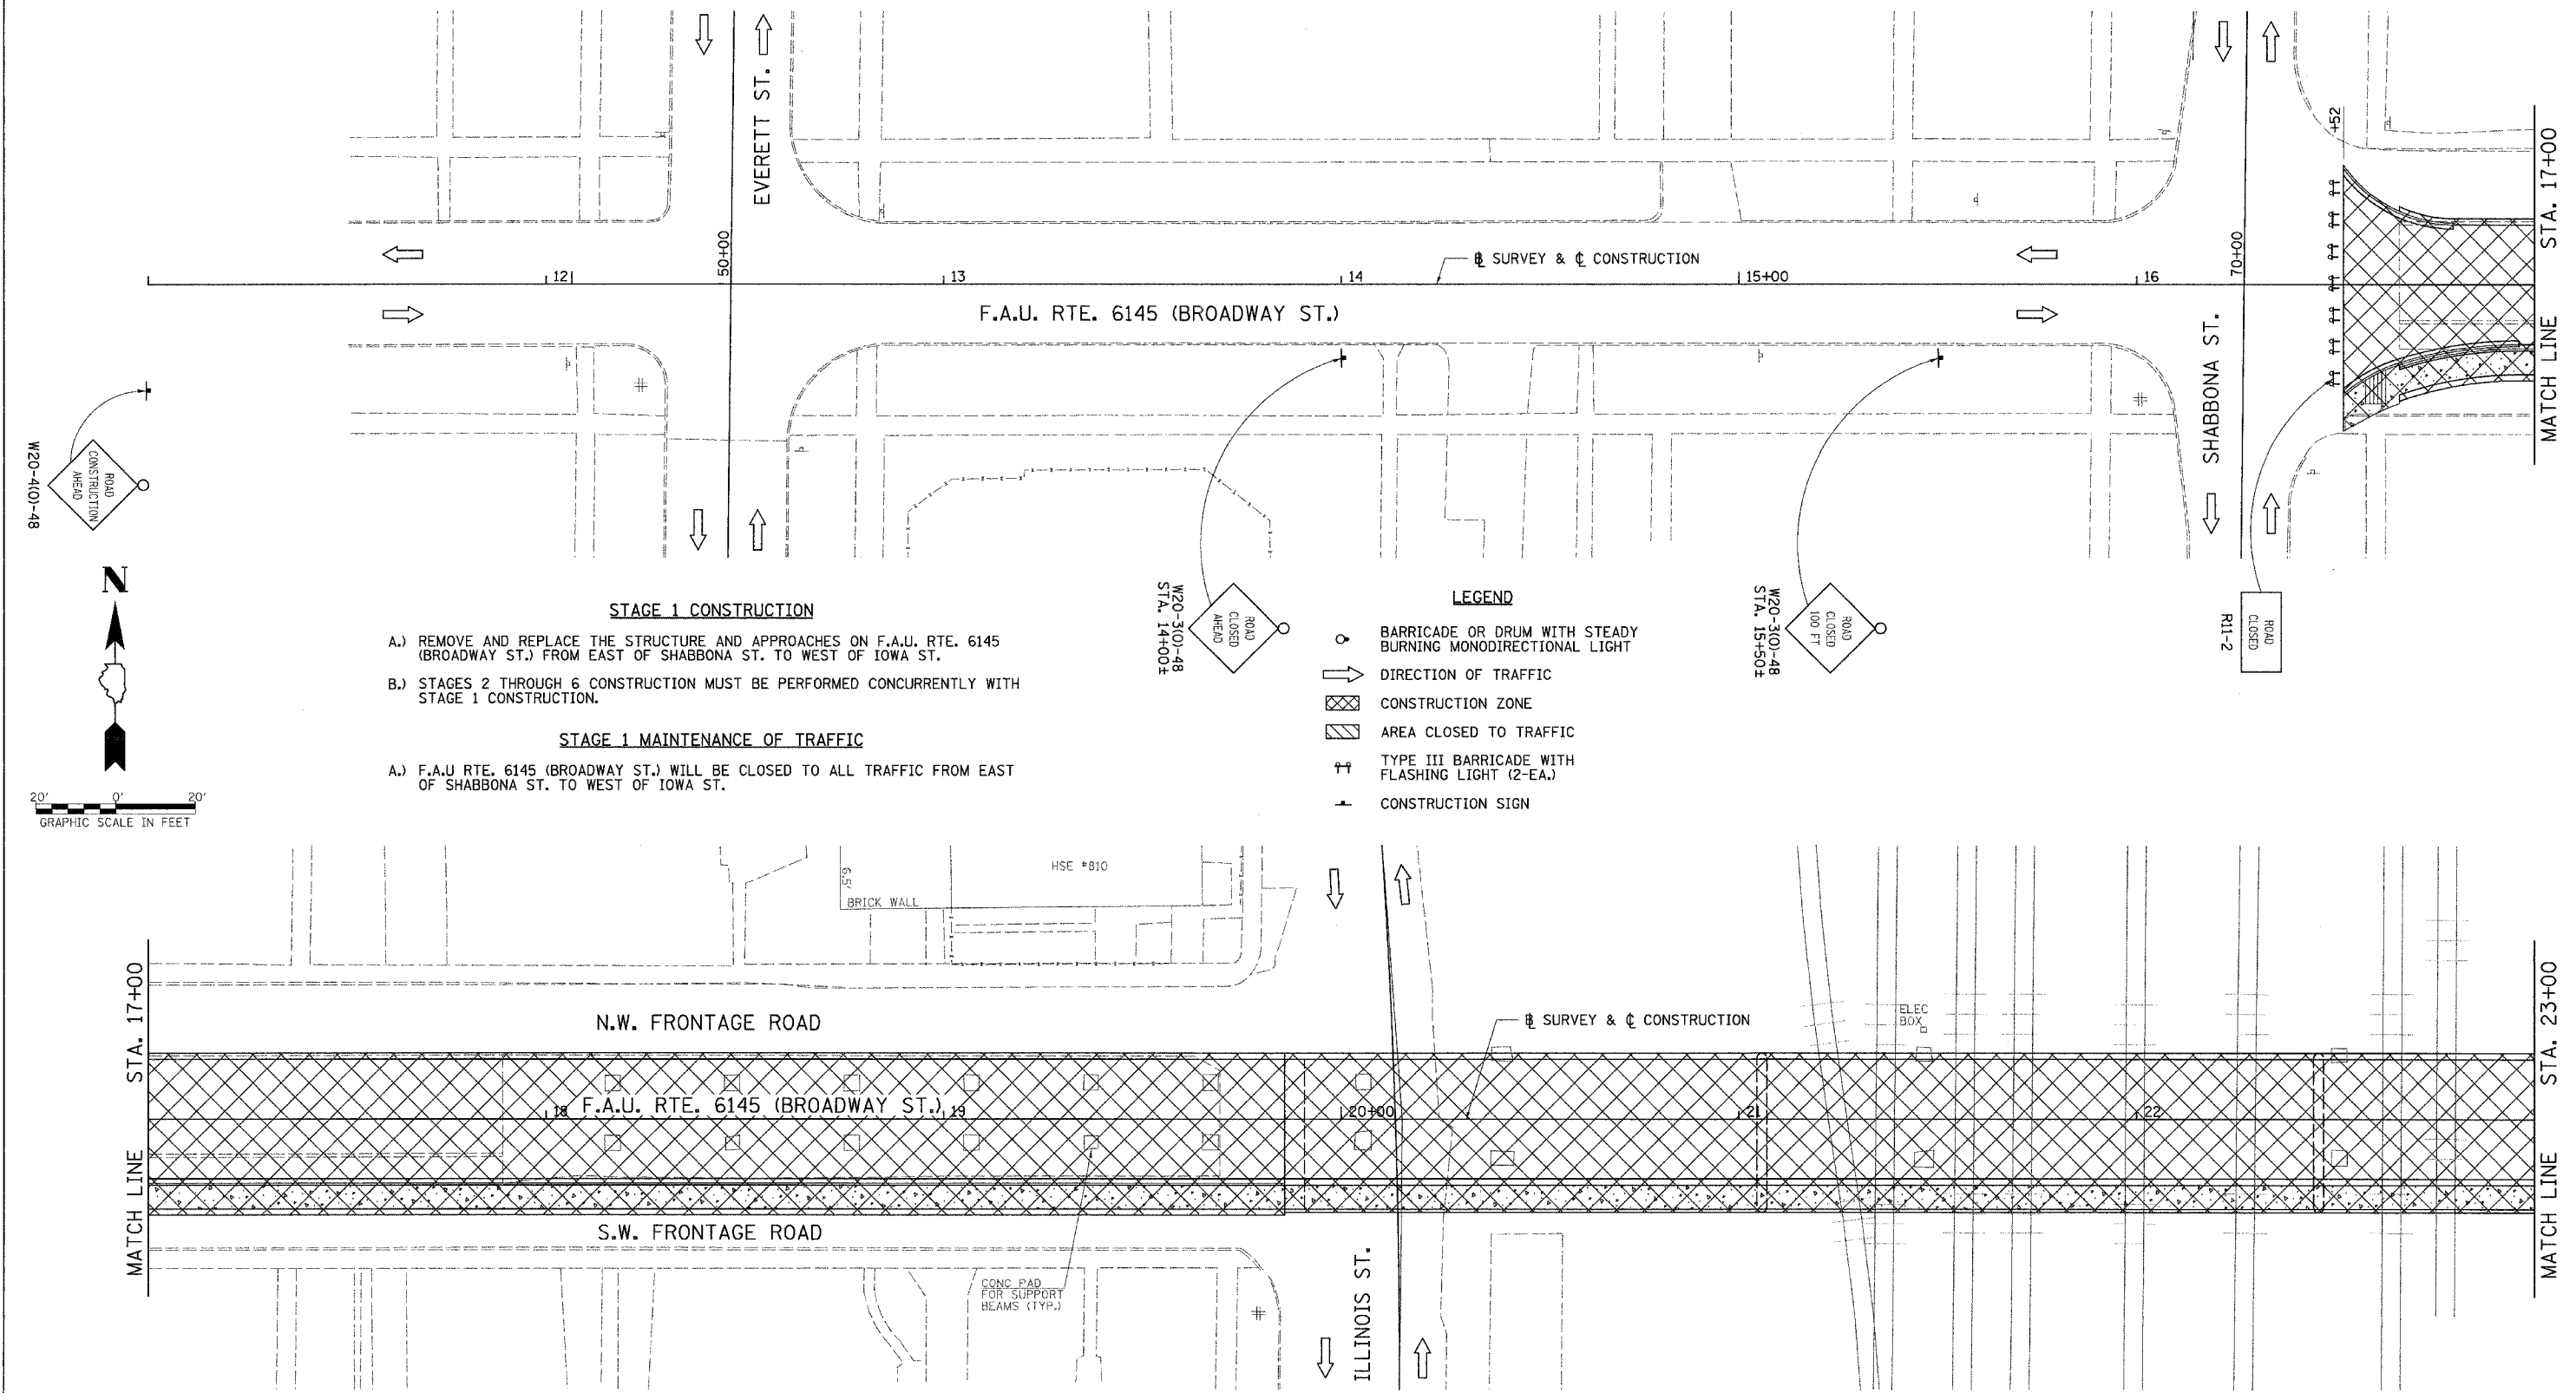 EVERETT ST.
50+00
12
13
14
15+00
16
70+00
+52
STA. 17+00
MATCH LINE
℄ SURVEY & ℄ CONSTRUCTION
F.A.U. RTE. 6145 (BROADWAY ST.)
SHABBONA ST.
ROAD
CONSTRUCTION
AHEAD
W20-4(O)-48
N
20' 0' 20'
GRAPHIC SCALE IN FEET
STAGE 1 CONSTRUCTION
A.) REMOVE AND REPLACE THE STRUCTURE AND APPROACHES ON F.A.U. RTE. 6145
(BROADWAY ST.) FROM EAST OF SHABBONA ST. TO WEST OF IOWA ST.
B.) STAGES 2 THROUGH 6 CONSTRUCTION MUST BE PERFORMED CONCURRENTLY WITH
STAGE 1 CONSTRUCTION.
STAGE 1 MAINTENANCE OF TRAFFIC
A.) F.A.U RTE. 6145 (BROADWAY ST.) WILL BE CLOSED TO ALL TRAFFIC FROM EAST
OF SHABBONA ST. TO WEST OF IOWA ST.
ROAD
CLOSED
AHEAD
W20-3(O)-48
STA. 14+00±
LEGEND
BARRICADE OR DRUM WITH STEADY
BURNING MONODIRECTIONAL LIGHT
DIRECTION OF TRAFFIC
CONSTRUCTION ZONE
AREA CLOSED TO TRAFFIC
TYPE III BARRICADE WITH
FLASHING LIGHT (2-EA.)
CONSTRUCTION SIGN
ROAD
CLOSED
100 FT
W20-3(O)-48
STA. 15+50±
ROAD
CLOSED
R11-2
HSE #810
6.5'
BRICK WALL
STA. 17+00
MATCH LINE
N.W. FRONTAGE ROAD
℄ SURVEY & ℄ CONSTRUCTION
ELEC
BOX
18
F.A.U. RTE. 6145 (BROADWAY ST.)
19
20+00
21
22
S.W. FRONTAGE ROAD
CONC PAD
FOR SUPPORT
BEAMS (TYP.)
ILLINOIS ST.
STA. 23+00
MATCH LINE